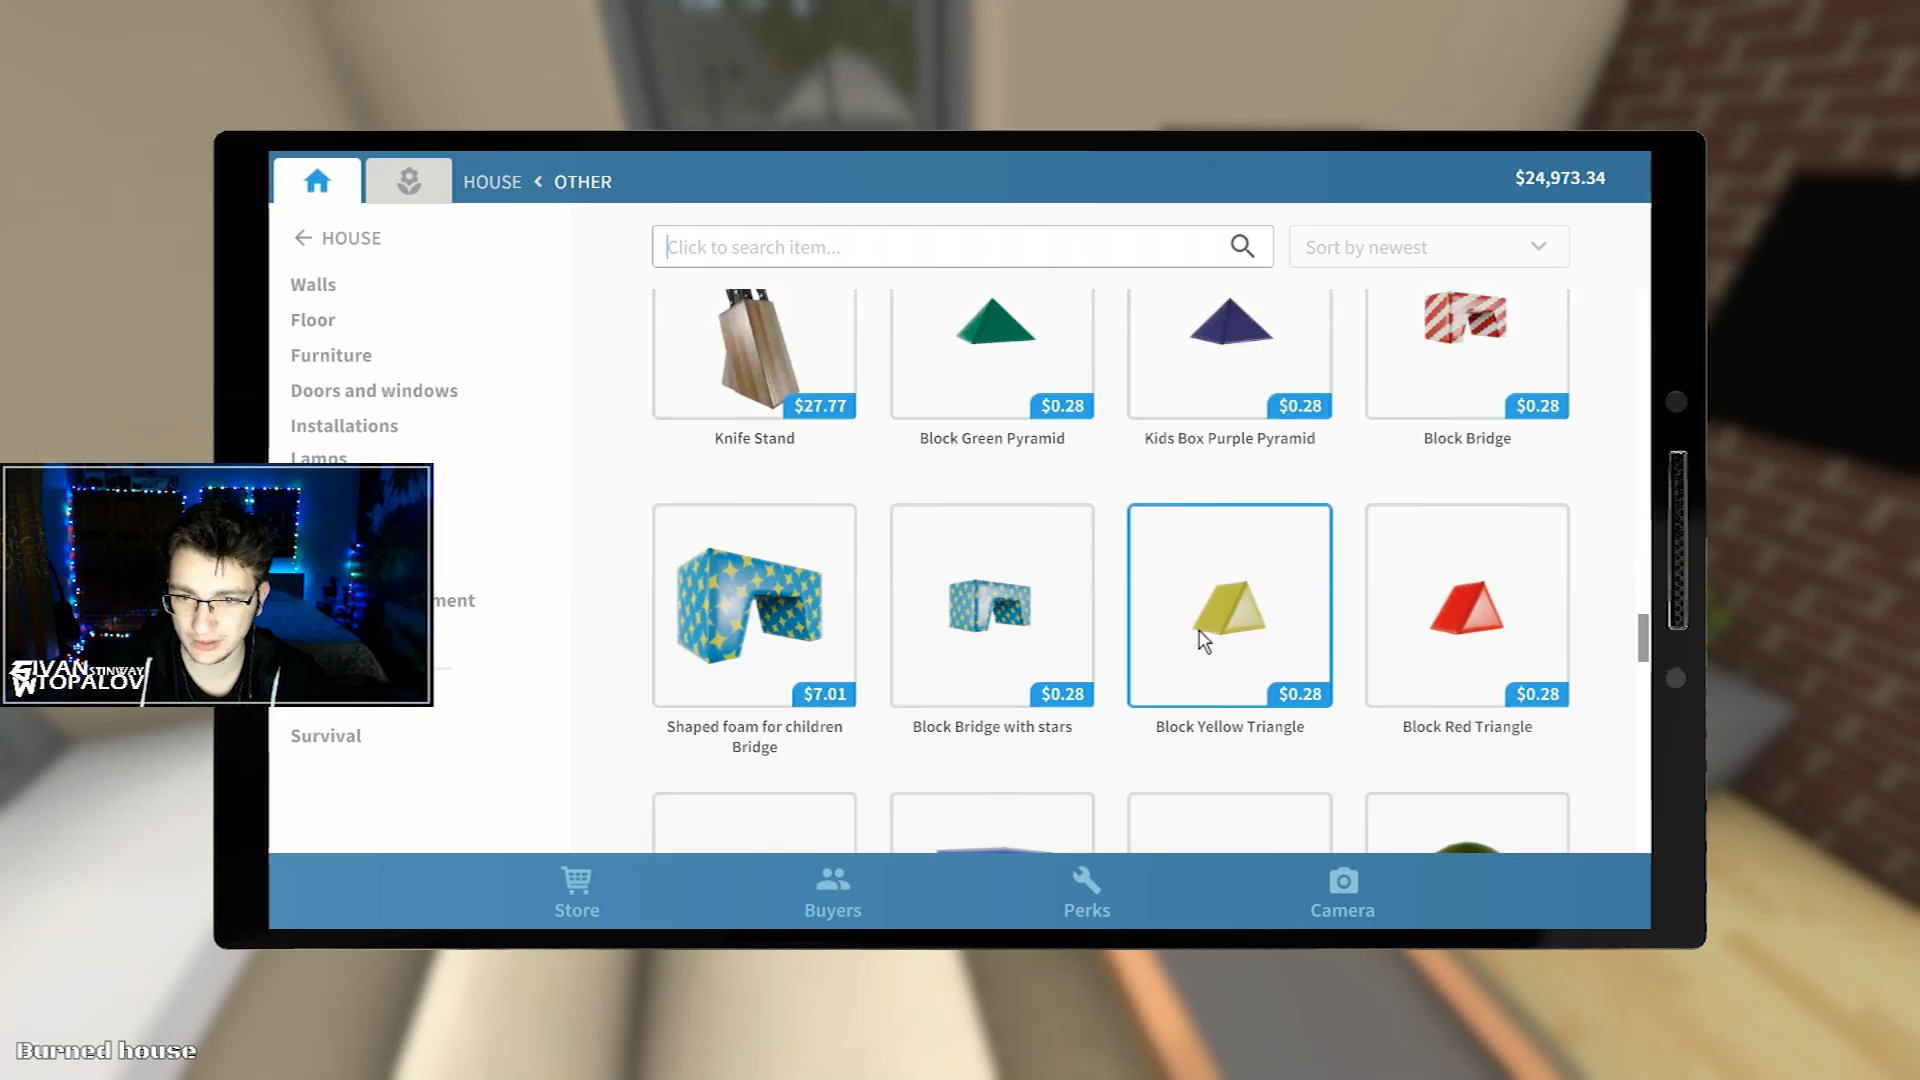 HOUSE < OTHER
$24,973.34
HOUSE
Click to search item...
Sort by newest
Walls
Floor
Furniture
Doors and windows
Installations
Lamps
ment
Survival
$27.77
$0.28
$0.28
$0.28
Knife Stand
Block Green Pyramid
Kids Box Purple Pyramid
Block Bridge
$7.01
$0.28
$0.28
$0.28
Shaped foam for children
Bridge
Block Bridge with stars
Block Yellow Triangle
Block Red Triangle
IVAN STINWAY
TOPALOV
Store
Buyers
Perks
Camera
Burned house